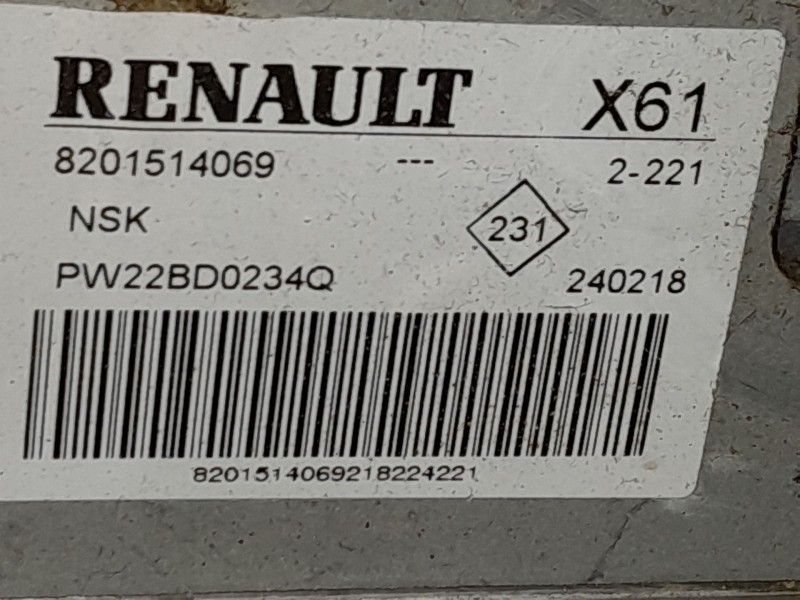 RENAULT X61
8201514069 --- 2-221
NSK 231
PW22BD0234Q 240218
8201514069218224221